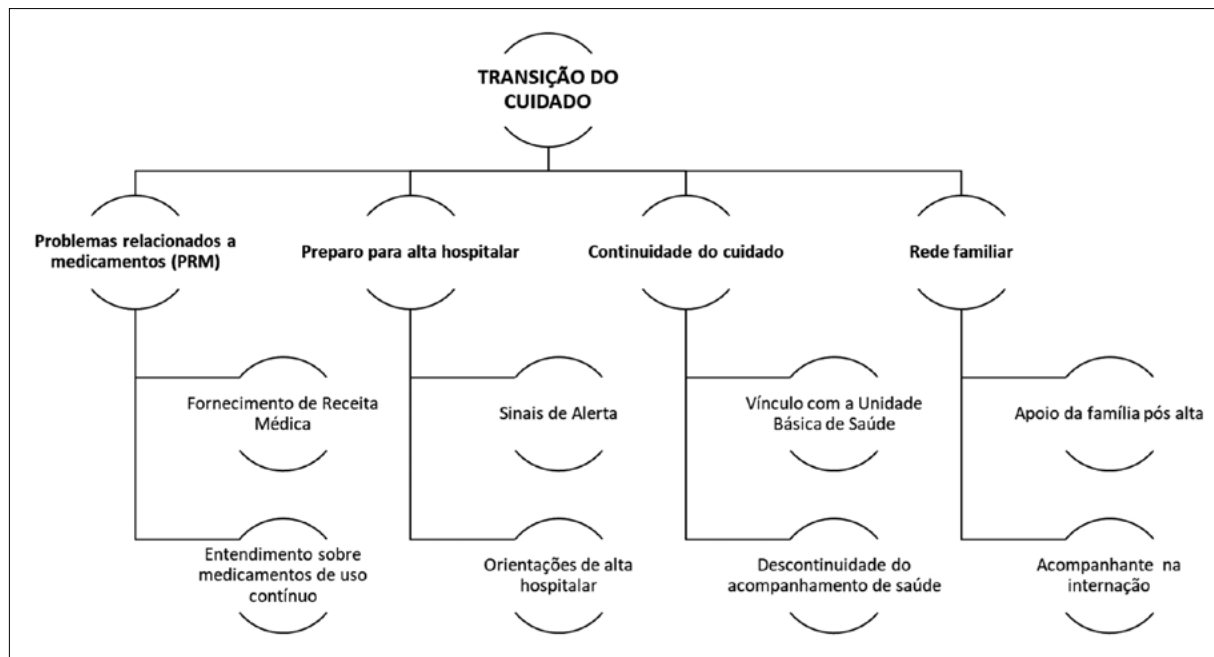 TRANSIÇÃO DO
CUIDADO
Problemas relacionados a
medicamentos (PRM)
Preparo para alta hospitalar
Continuidade do cuidado
Rede familiar
Fornecimento de Receita
Médica
Sinais de Alerta
Vínculo com a Unidade
Básica de Saúde
Apoio da família pós alta
Entendimento sobre
medicamentos de uso
contínuo
Orientações de alta
hospitalar
Descontinuidade do
acompanhamento de saúde
Acompanhante na
internação